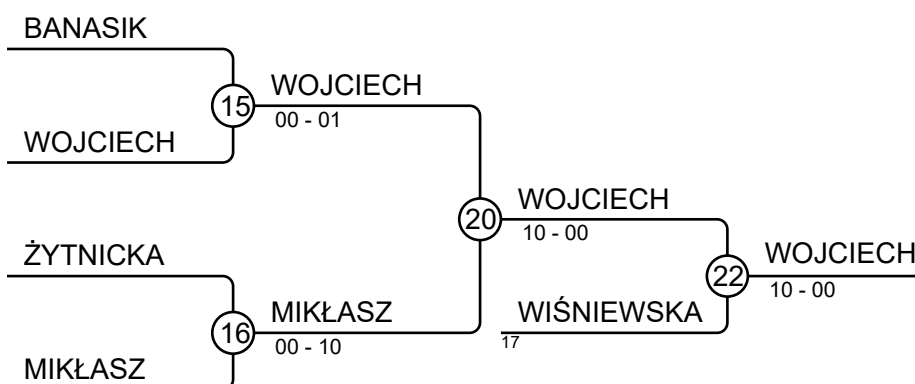 BANASIK
15
WOJCIECH
00 - 01
WOJCIECH
20
WOJCIECH
10 - 00
ŻYTNICKA
22
WOJCIECH
10 - 00
16
MIKŁASZ
00 - 10
WIŚNIEWSKA
17
MIKŁASZ